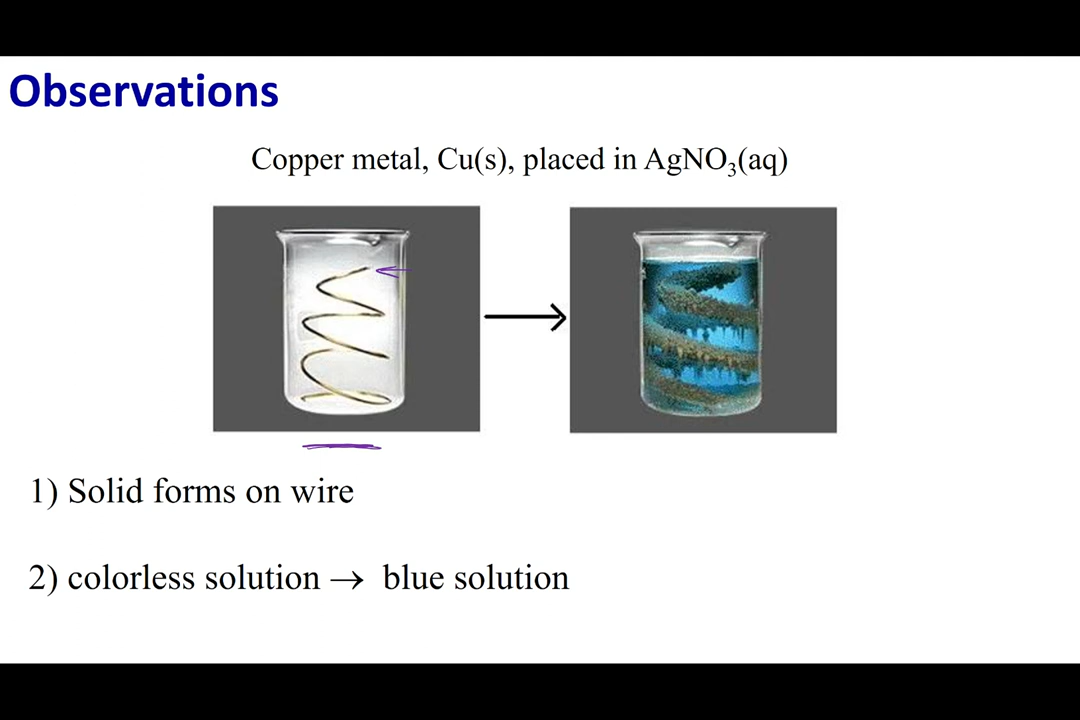 Observations
Copper metal, Cu(s), placed in AgNO₃(aq)
1) Solid forms on wire
2) colorless solution → blue solution